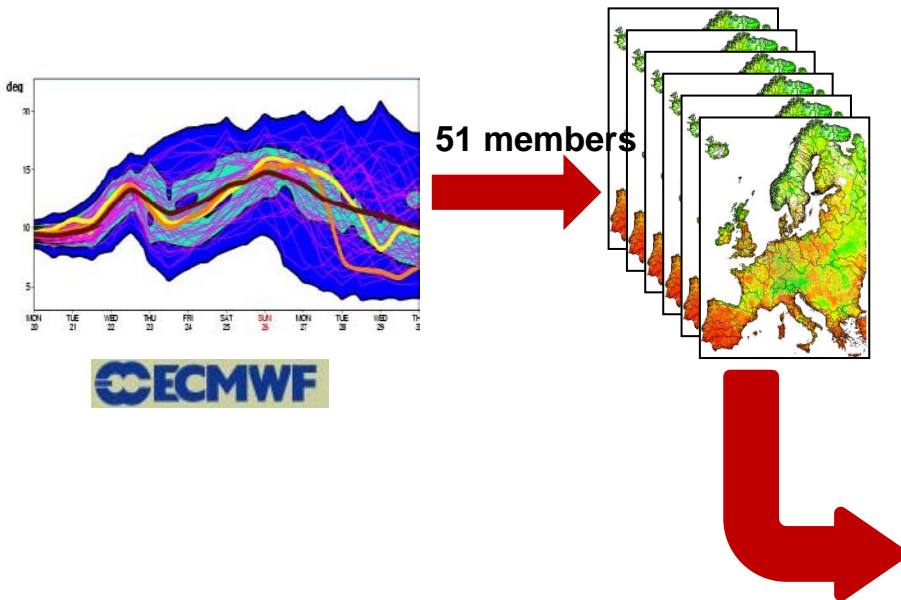 deg
20
15
10
5
MON TUE WED THU FRI SAT SUN MON TUE WED TH
20 21 22 23 24 25 26 27 28 29
51 members
ECMWF